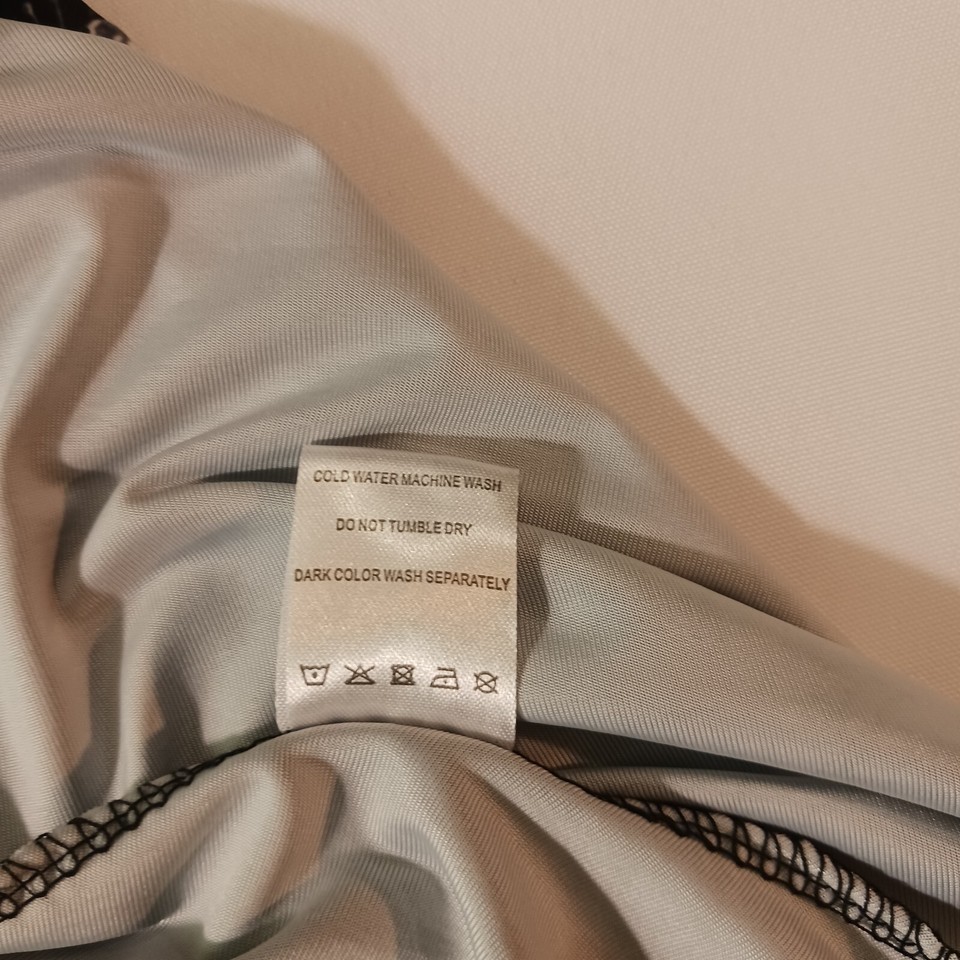 COLD WATER MACHINE WASH
DO NOT TUMBLE DRY
DARK COLOR WASH SEPARATELY